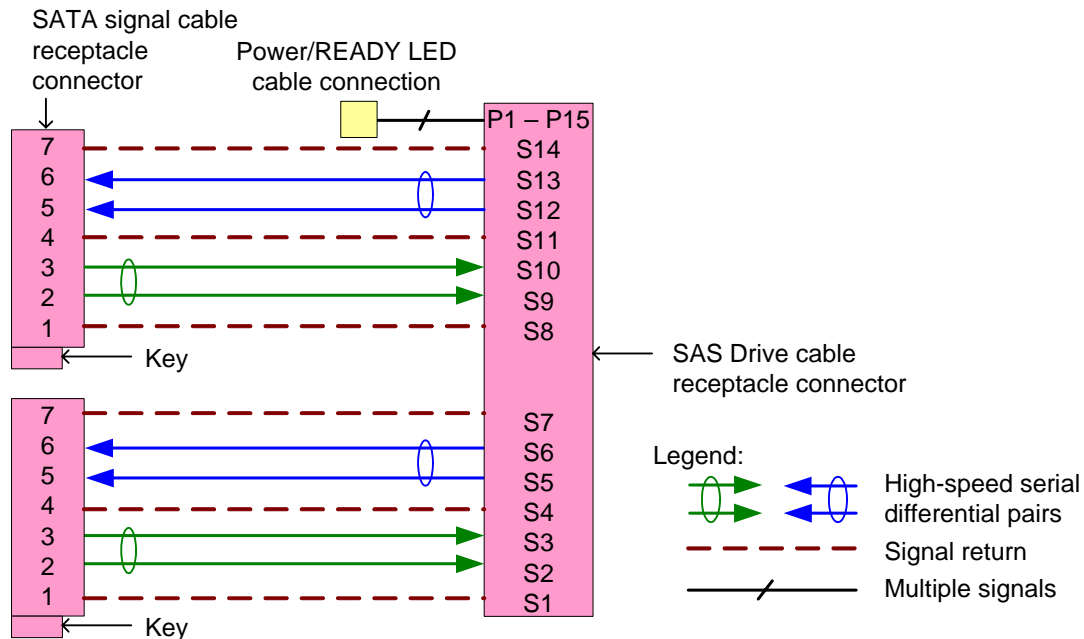 SATA signal cable
receptacle
connector
Power/READY LED
cable connection
P1 – P15
7
S14
6
S13
5
S12
4
S11
3
S10
2
S9
1
S8
Key
SAS Drive cable
receptacle connector
7
S7
6
S6
5
S5
4
S4
3
S3
2
S2
1
S1
Key
Legend:
High-speed serial
differential pairs
Signal return
Multiple signals